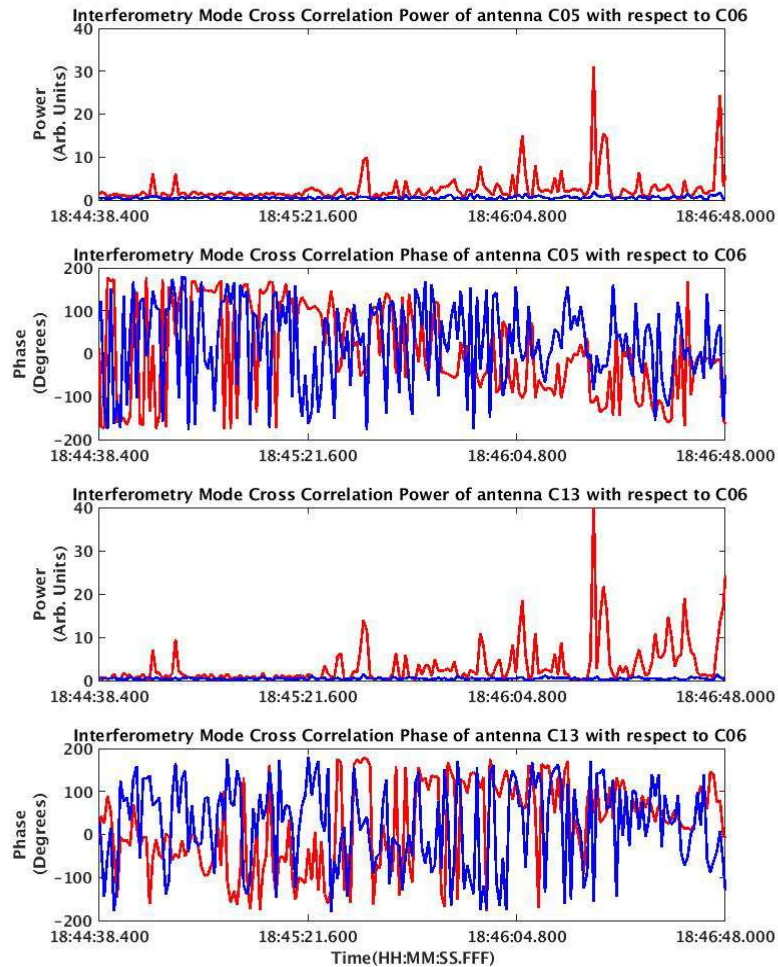 Interferometry Mode Cross Correlation Power of antenna C05 with respect to C06
Power
(Arb. Units)
40
30
20
10
0
18:44:38.400 18:45:21.600 18:46:04.800 18:46:48.000
Interferometry Mode Cross Correlation Phase of antenna C05 with respect to C06
Phase
(Degrees)
200
100
0
-100
-200
18:44:38.400 18:45:21.600 18:46:04.800 18:46:48.000
Interferometry Mode Cross Correlation Power of antenna C13 with respect to C06
Power
(Arb. Units)
40
30
20
10
0
18:44:38.400 18:45:21.600 18:46:04.800 18:46:48.000
Interferometry Mode Cross Correlation Phase of antenna C13 with respect to C06
Phase
(Degrees)
200
100
0
-100
-200
18:44:38.400 18:45:21.600 18:46:04.800 18:46:48.000
Time(HH:MM:SS.FFF)